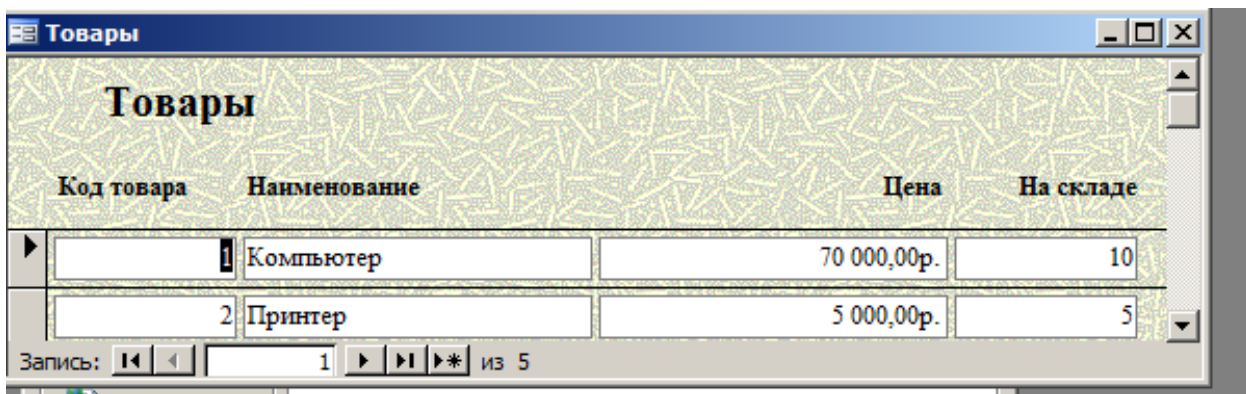 Товары
Товары
Код товара Наименование Цена На складе
1 Компьютер 70 000,00р. 10
2 Принтер 5 000,00р. 5
Запись: 1 из 5